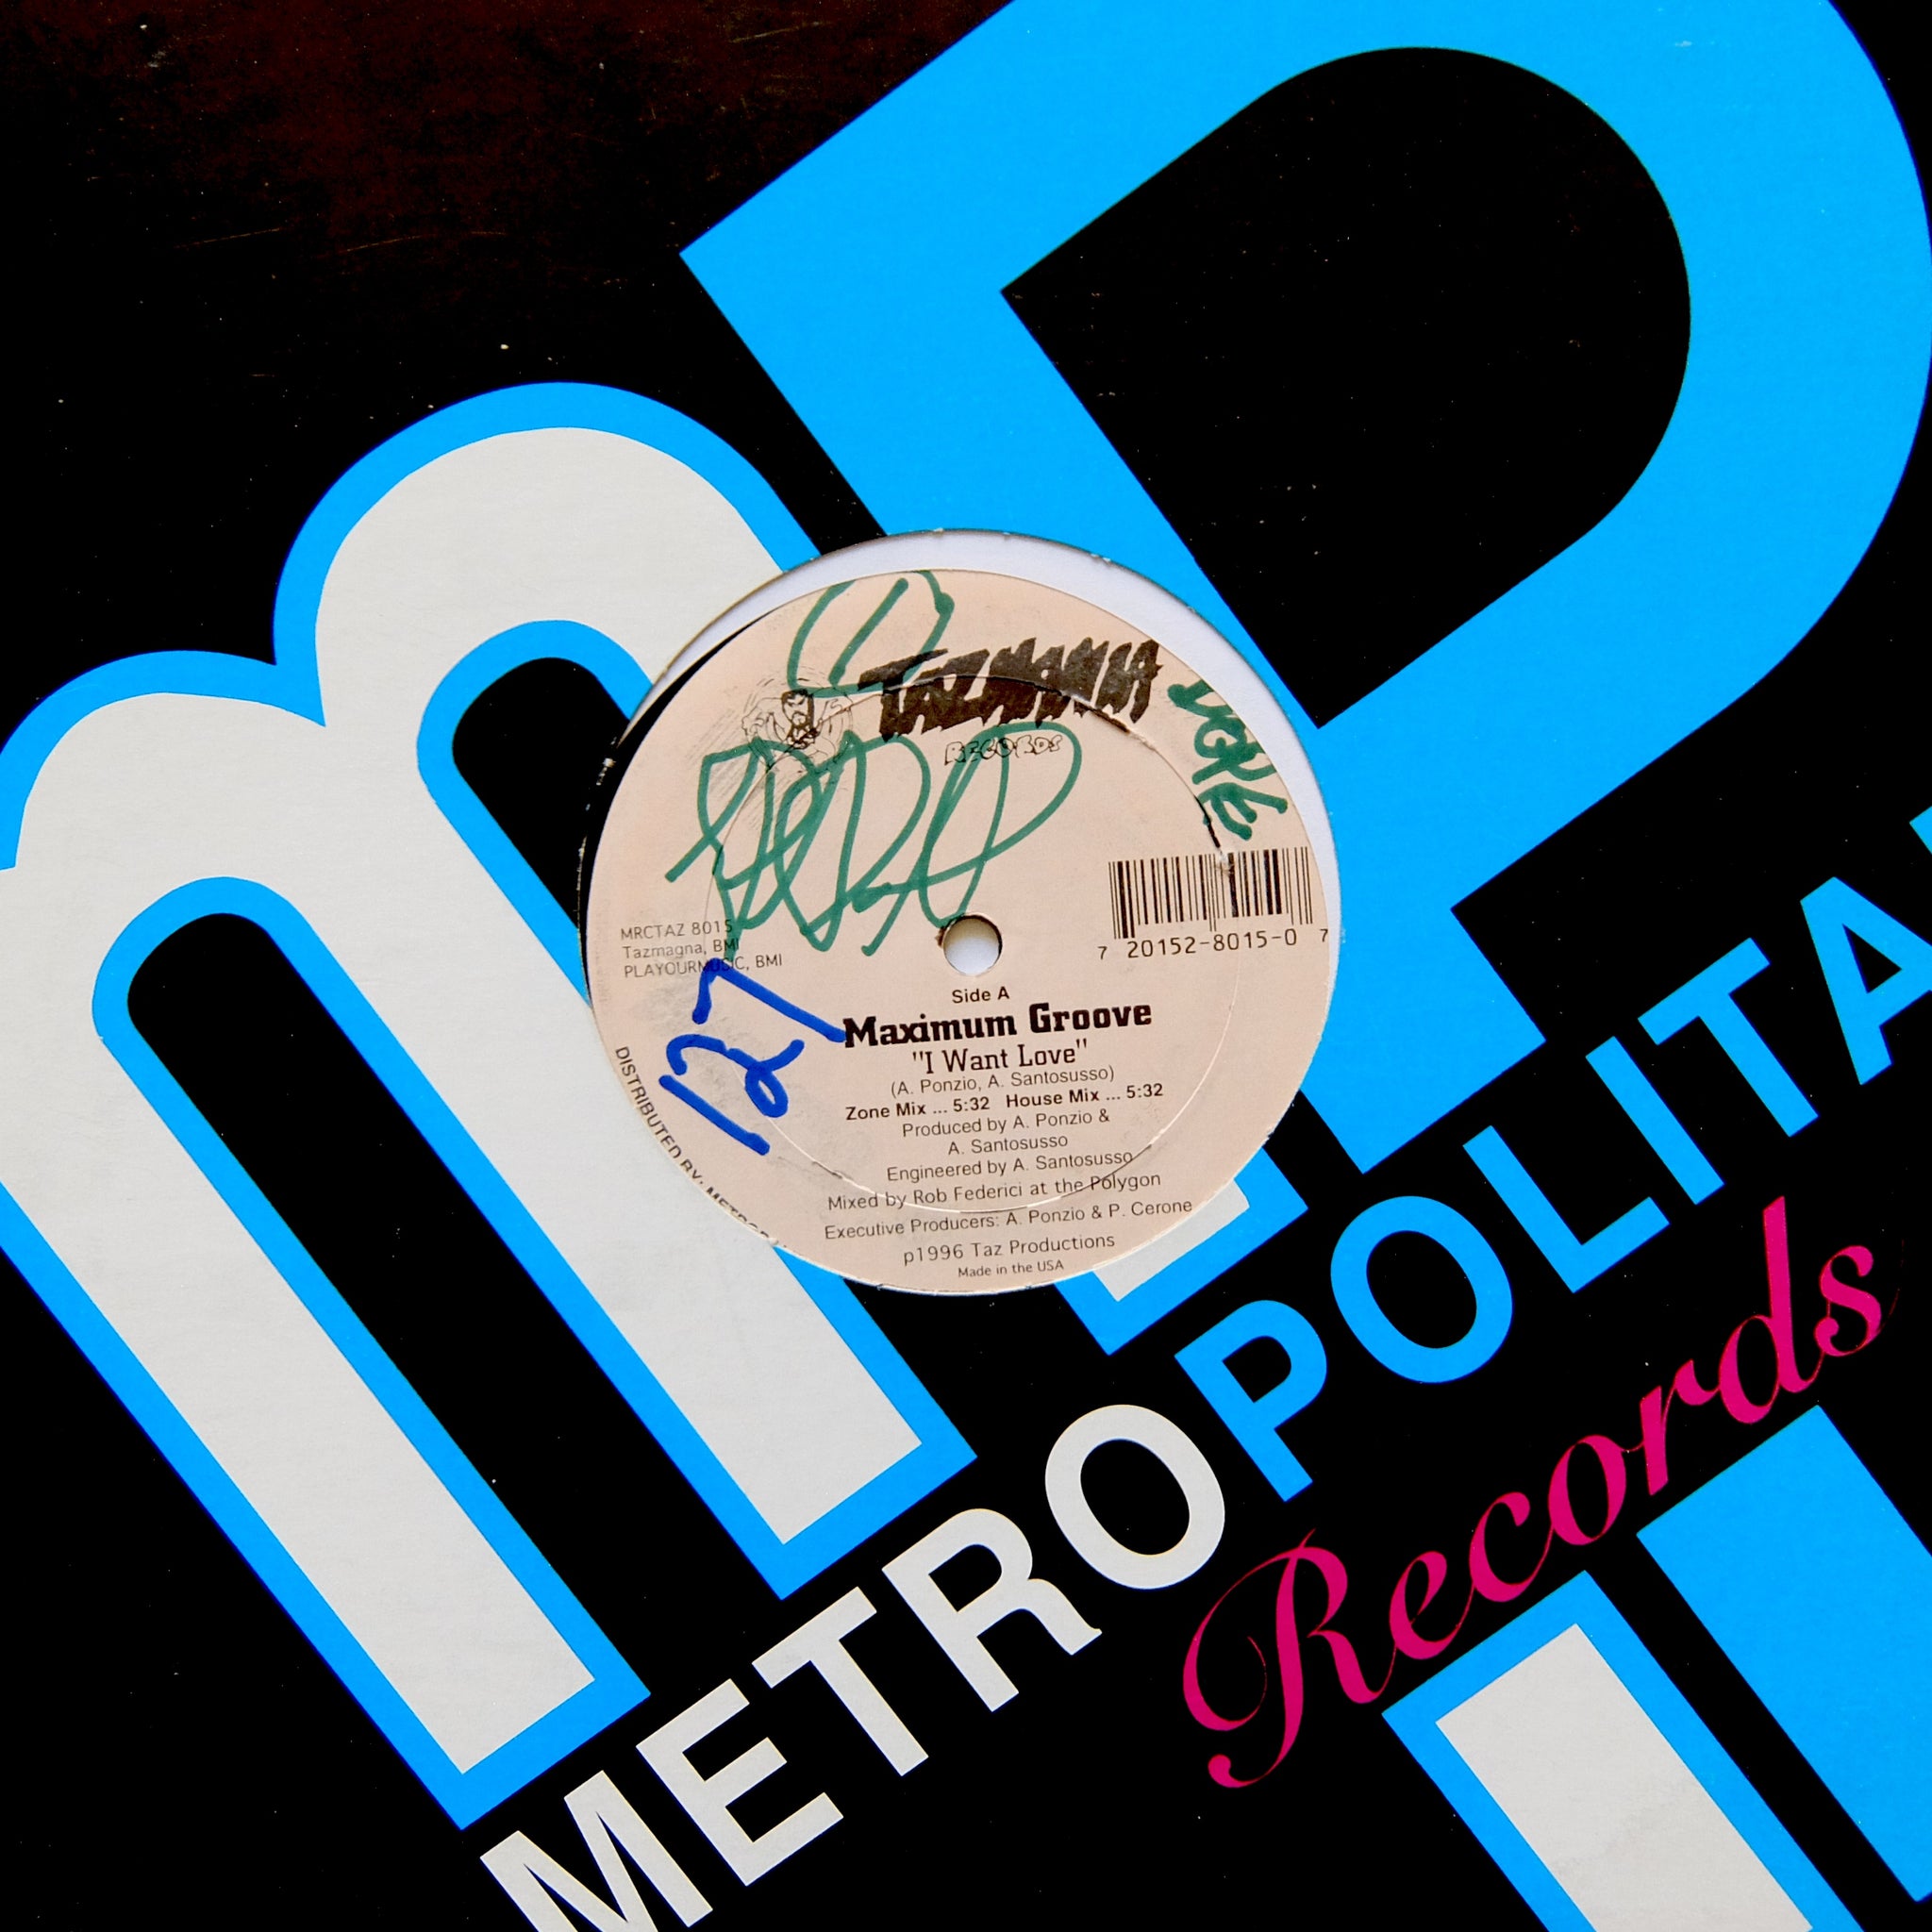 TAZMANIA
RECORDS
DORÉ
7 20152-8015-0 7
MRCTAZ 8015
Tazmagna, BMI
PLAYOURMUSIC, BMI
127
Side A
Maximum Groove
"I Want Love"
(A. Ponzio, A. Santosusso)
Zone Mix ... 5:32 House Mix ... 5:32
Produced by A. Ponzio &
A. Santosusso
Engineered by A. Santosusso
Mixed by Rob Federici at the Polygon
Executive Producers: A. Ponzio & P. Cerone
p1996 Taz Productions
Made in the USA
DISTRIBUTED BY:
METROPOLITA
Records